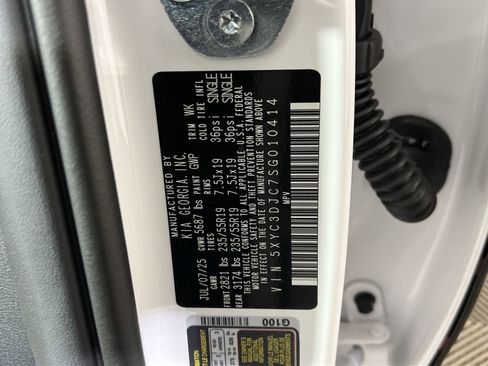 MANUFACTURED BY
KIA GEORGIA, INC.
JUL/07/25 PAINT GWP TRIM WK
GVWR 5687 lbs
GAWR TIRES RIMS COLD TIRE INFL
FRONT 2821 lbs 235/55R19 7.5Jx19 36psi SINGLE
REAR 3174 lbs 235/55R19 7.5Jx19 36psi SINGLE
THIS VEHICLE CONFORMS TO ALL APPLICABLE U.S.A. FEDERAL
MOTOR VEHICLE SAFETY AND THEFT PREVENTION STANDARDS
IN EFFECT ON THE DATE OF MANUFACTURE SHOWN ABOVE
VIN 5XYC3DJC7SG010414
MPV
G100